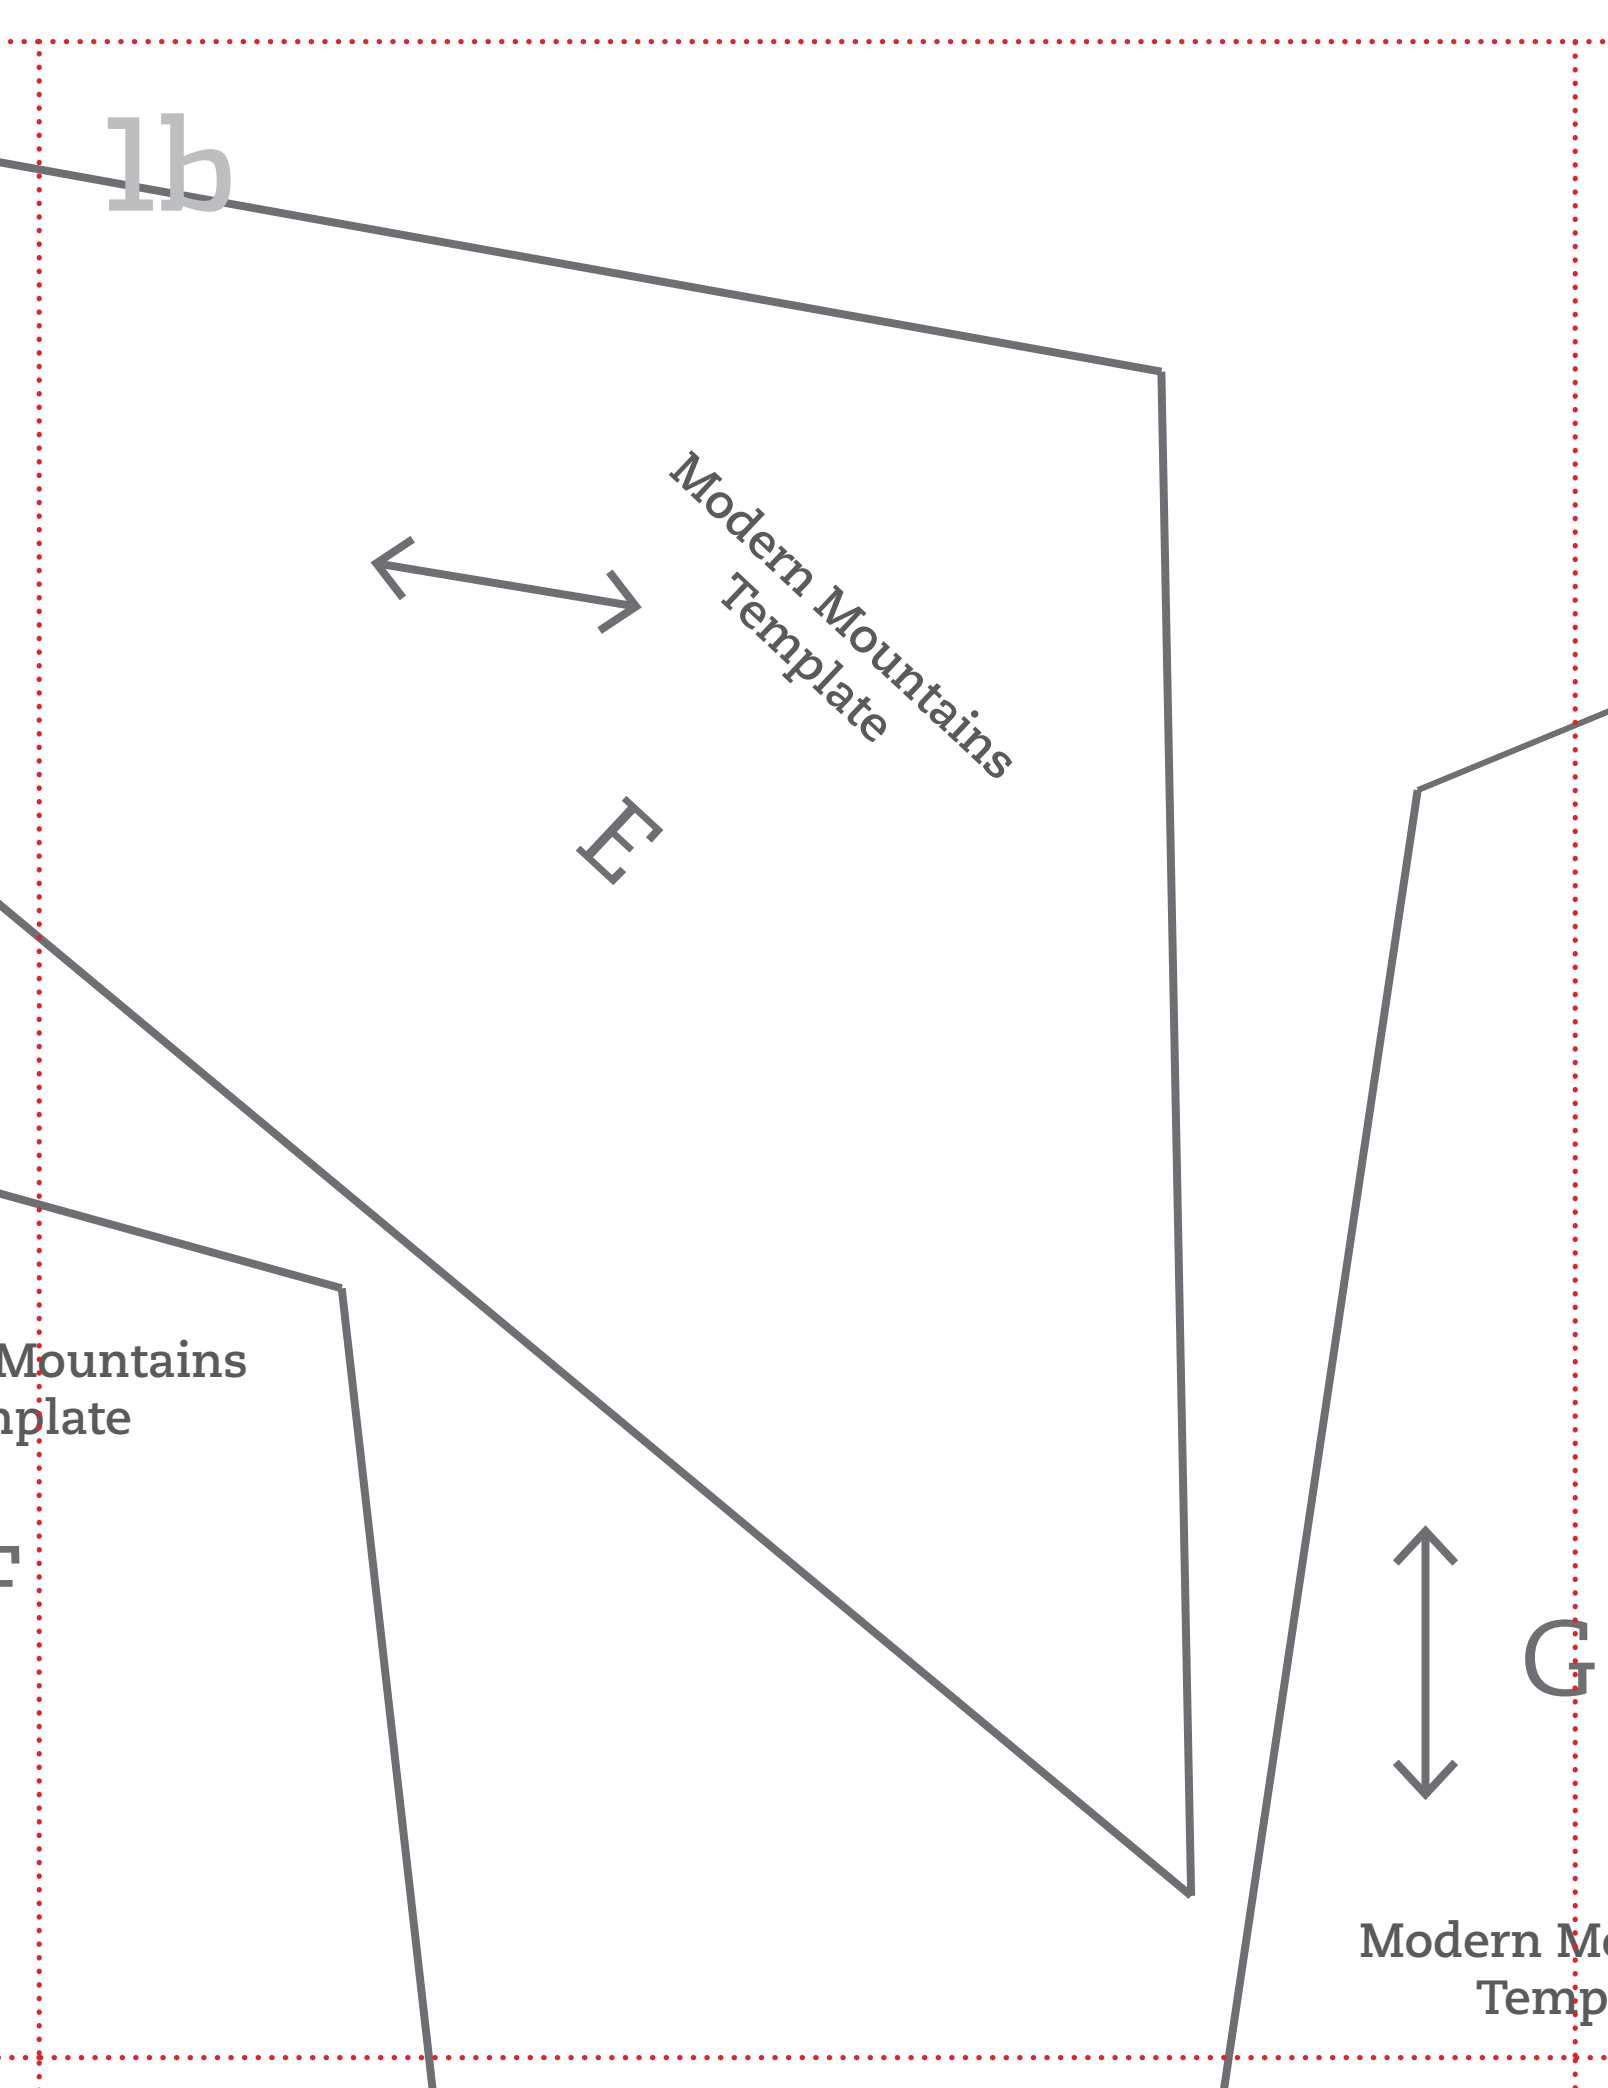 1b
Modern Mountains
Template
E
Mountains
nplate
F
G
Modern Mo
Temp